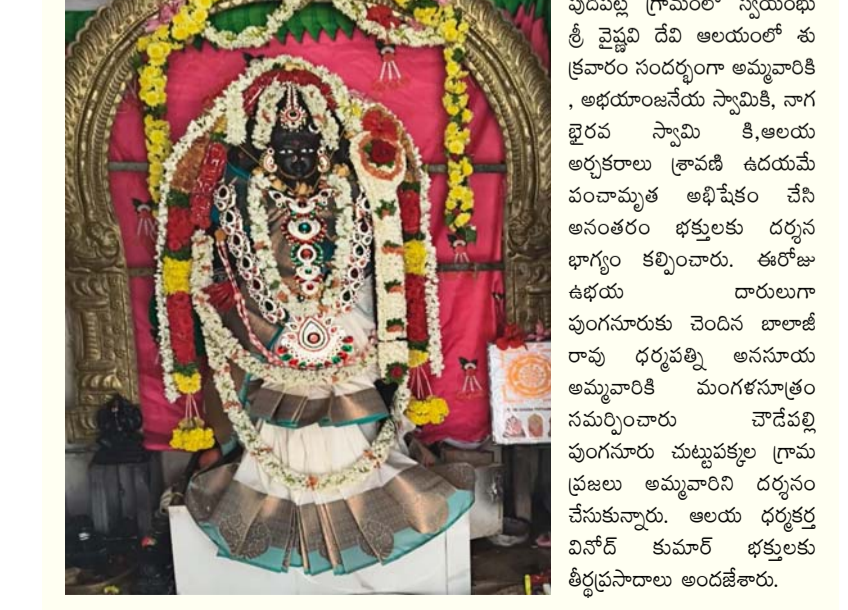 పుదిపట్ల గ్రామంలో స్వయంభు
శ్రీ వైష్ణవి దేవి ఆలయంలో శు
క్రవారం సందర్భంగా అమ్మవారికి
, అభయాంజనేయ స్వామికి, నాగ
భైరవ స్వామి కి,ఆలయ
అర్చకరాలు శ్రావణి ఉదయమే
పంచామృత అభిషేకం చేసి
అనంతరం భక్తులకు దర్శన
భాగ్యం కల్పించారు. ఈరోజు
ఉభయ దారులుగా
పుంగనూరుకు చెందిన బాలాజీ
రావు ధర్మపత్ని అనసూయ
అమ్మవారికి మంగళసూత్రం
సమర్పించారు చౌడేపల్లి
పుంగనూరు చుట్టుపక్కల గ్రామ
ప్రజలు అమ్మవారిని దర్శనం
చేసుకున్నారు. ఆలయ ధర్మకర్త
వినోద్ కుమార్ భక్తులకు
తీర్థప్రసాదాలు అందజేశారు.